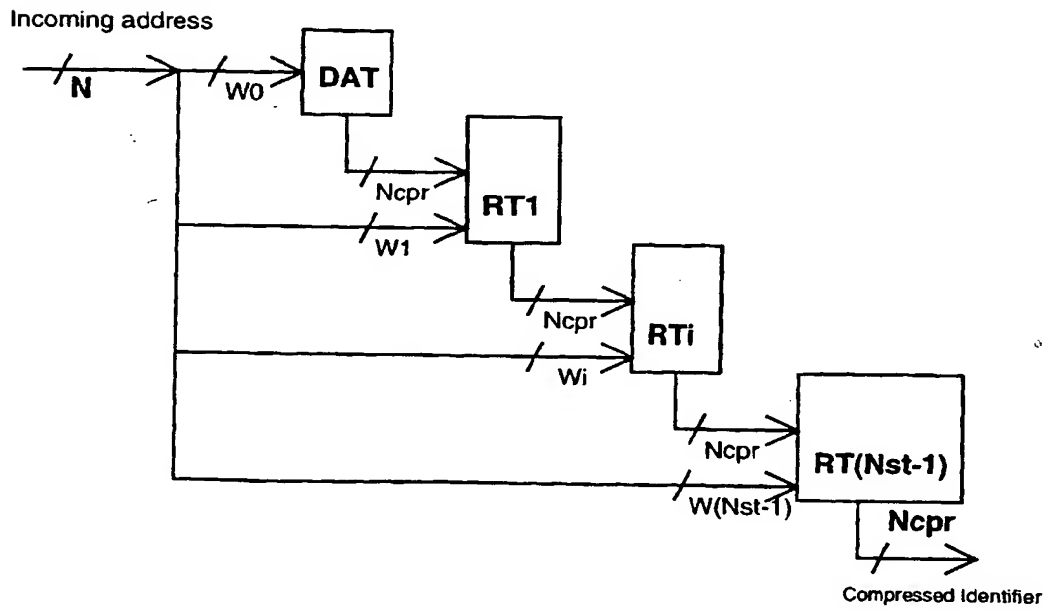 Incoming address
N
W0
DAT
Ncpr
RT1
W1
Ncpr
RTi
Wi
Ncpr
RT(Nst-1)
W(Nst-1)
Ncpr
Compressed Identifier